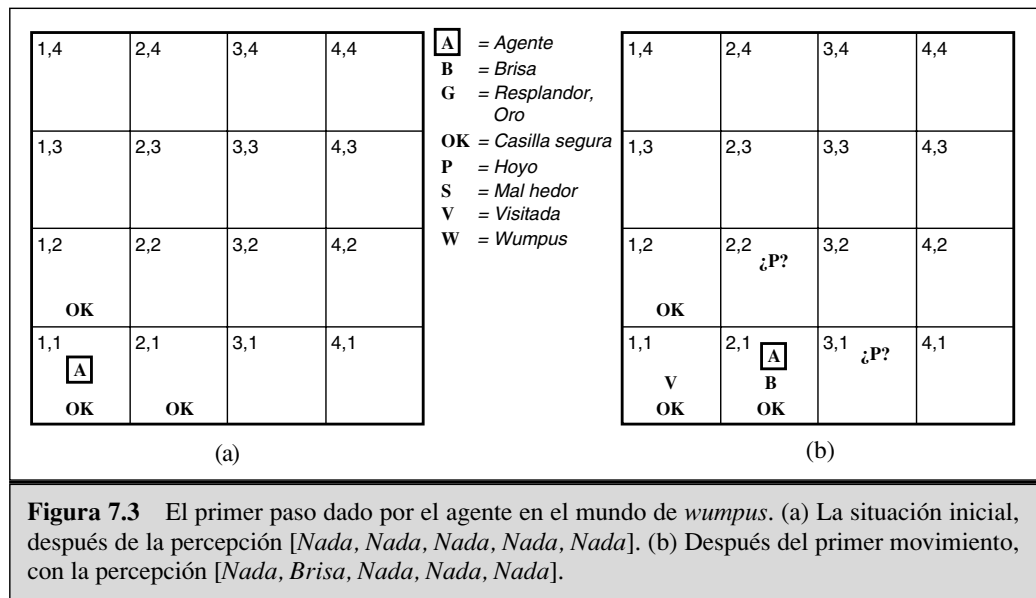 1,4 2,4 3,4 4,4
1,3 2,3 3,3 4,3
1,2 2,2 3,2 4,2
OK
1,1 2,1 3,1 4,1
A
OK OK
(a)
A = Agente
B = Brisa
G = Resplandor,
Oro
OK = Casilla segura
P = Hoyo
S = Mal hedor
V = Visitada
W = Wumpus
1,4 2,4 3,4 4,4
1,3 2,3 3,3 4,3
1,2 2,2 3,2 4,2
¿P?
OK
1,1 2,1 3,1 4,1
A ¿P?
V B
OK OK
(b)
Figura 7.3 El primer paso dado por el agente en el mundo de wumpus. (a) La situación inicial,
después de la percepción [Nada, Nada, Nada, Nada, Nada]. (b) Después del primer movimiento,
con la percepción [Nada, Brisa, Nada, Nada, Nada].